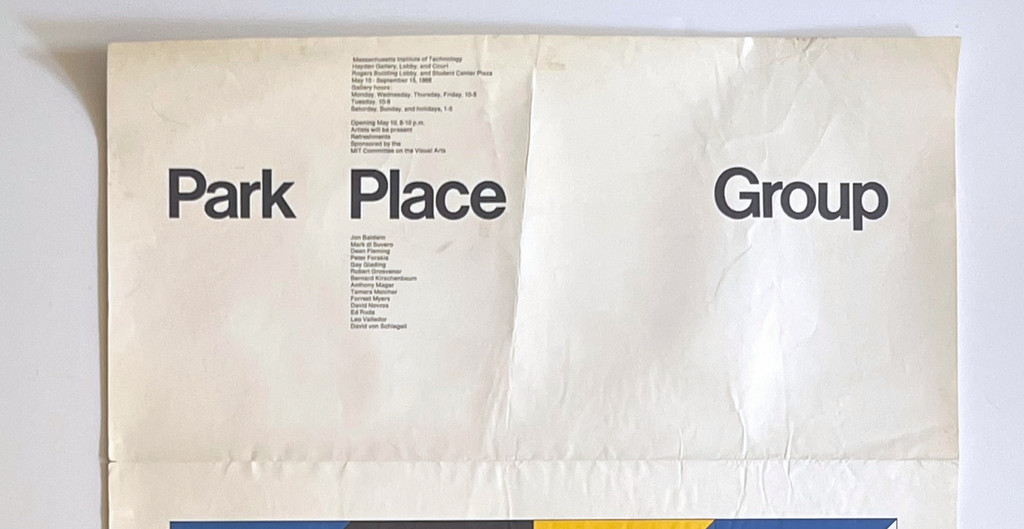 Massachusetts Institute of Technology
Hayden Gallery, Lobby, and Court
Rogers Building Lobby, and Student Center Plaza
May 10 - September 15, 1968
Gallery hours:
Monday, Wednesday, Thursday, Friday, 10-5
Tuesday, 10-9
Saturday, Sunday, and holidays, 1-5
Opening May 10, 8-10 p.m.
Artists will be present
Refreshments
Sponsored by the
MIT Committee on the Visual Arts
Park Place Group
Jon Baldwin
Mark di Suvero
Dean Fleming
Peter Forakis
Gay Glading
Robert Grosvenor
Bernard Kirschenbaum
Anthony Magar
Tamara Melcher
Forrest Myers
David Novros
Ed Ruda
Leo Valledor
David von Schlegell